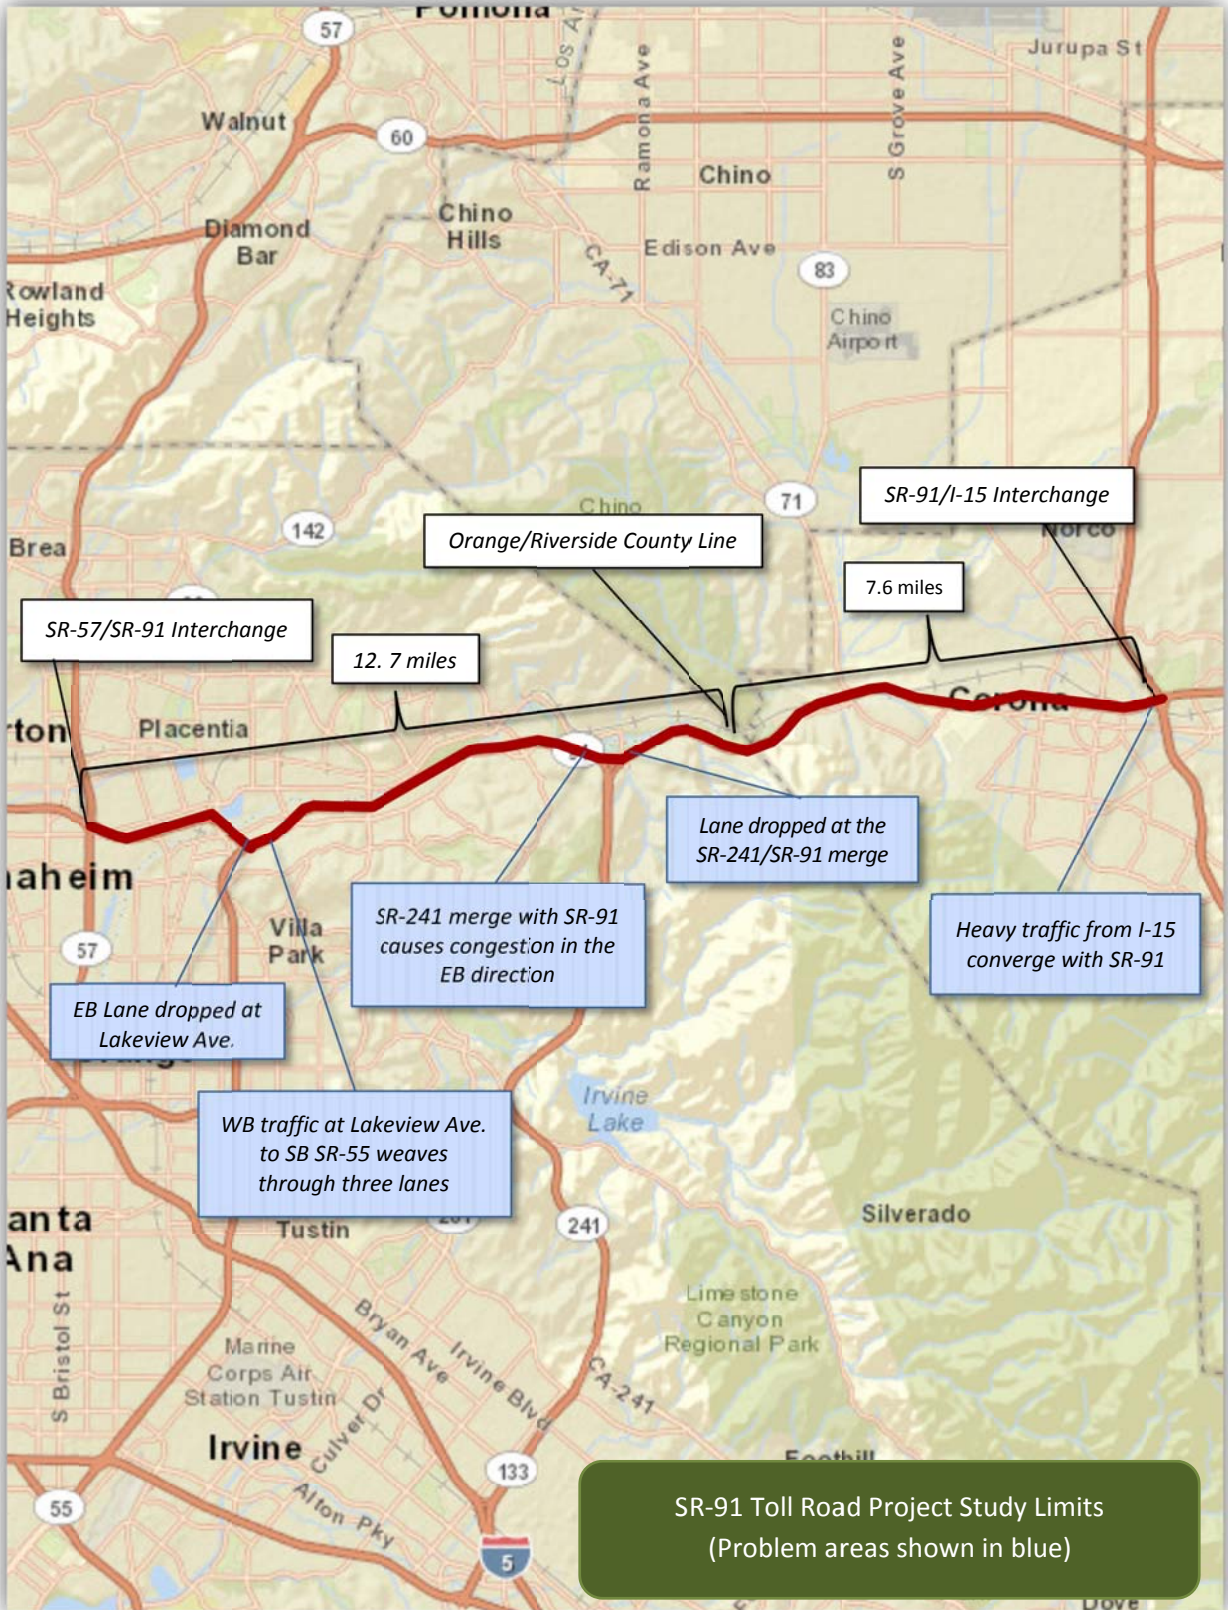 Pomona
57
Los An
Ramona Ave
S Grove Ave
Jurupa St
Walnut
60
Chino
Chino
Hills
Diamond
Bar
Edison Ave
CA-71
83
Rowland
Heights
Chino
Airport
SR-91/I-15 Interchange
71
Chino
142
Orange/Riverside County Line
Norco
Brea
7.6 miles
SR-57/SR-91 Interchange
12. 7 miles
Corona
rton
Placentia
Lane dropped at the
SR-241/SR-91 merge
naheim
SR-241 merge with SR-91
causes congestion in the
EB direction
Heavy traffic from I-15
converge with SR-91
Villa
Park
57
EB Lane dropped at
Lakeview Ave.
Irvine
Lake
WB traffic at Lakeview Ave.
to SB SR-55 weaves
through three lanes
anta
Ana
Tustin
241
Silverado
Limestone
Canyon
Regional Park
S Bristol St
Bryan Ave
Irvine Blvd
Marine
Corps Air
Station Tustin
CA-241
Culver Dr
Irvine
Alton Pky
133
Foothill
55
5
SR-91 Toll Road Project Study Limits
(Problem areas shown in blue)
Dove